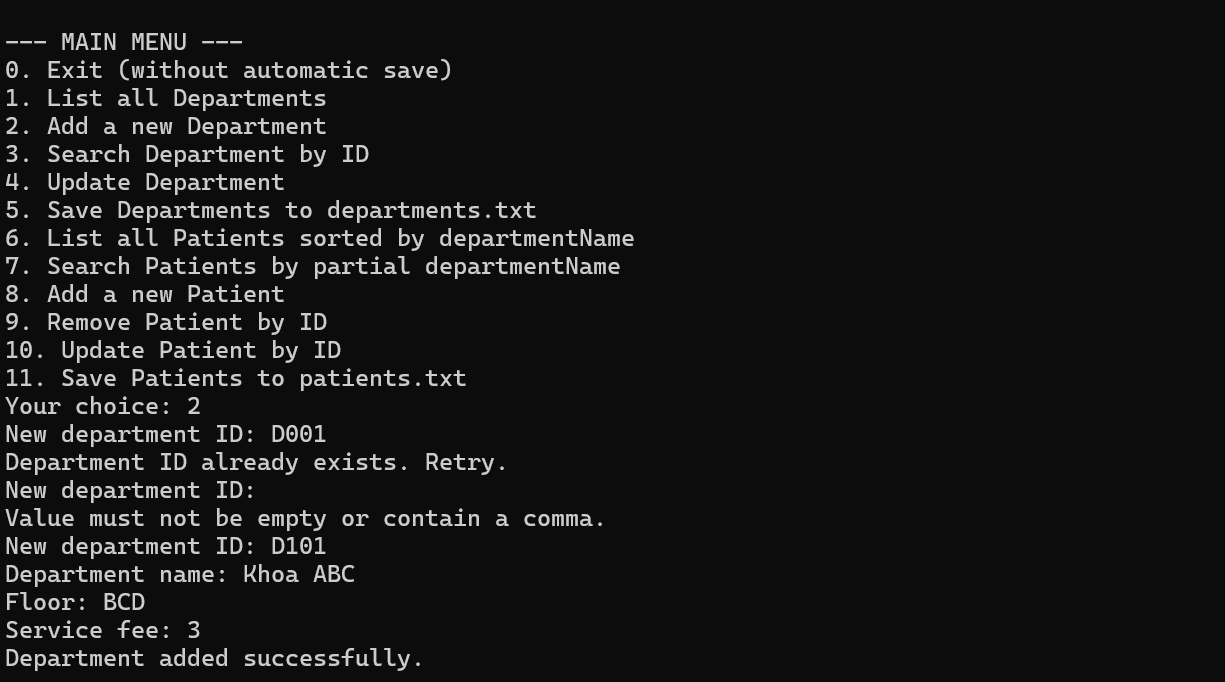 --- MAIN MENU ---
0. Exit (without automatic save)
1. List all Departments
2. Add a new Department
3. Search Department by ID
4. Update Department
5. Save Departments to departments.txt
6. List all Patients sorted by departmentName
7. Search Patients by partial departmentName
8. Add a new Patient
9. Remove Patient by ID
10. Update Patient by ID
11. Save Patients to patients.txt
Your choice: 2
New department ID: D001
Department ID already exists. Retry.
New department ID:
Value must not be empty or contain a comma.
New department ID: D101
Department name: Khoa ABC
Floor: BCD
Service fee: 3
Department added successfully.